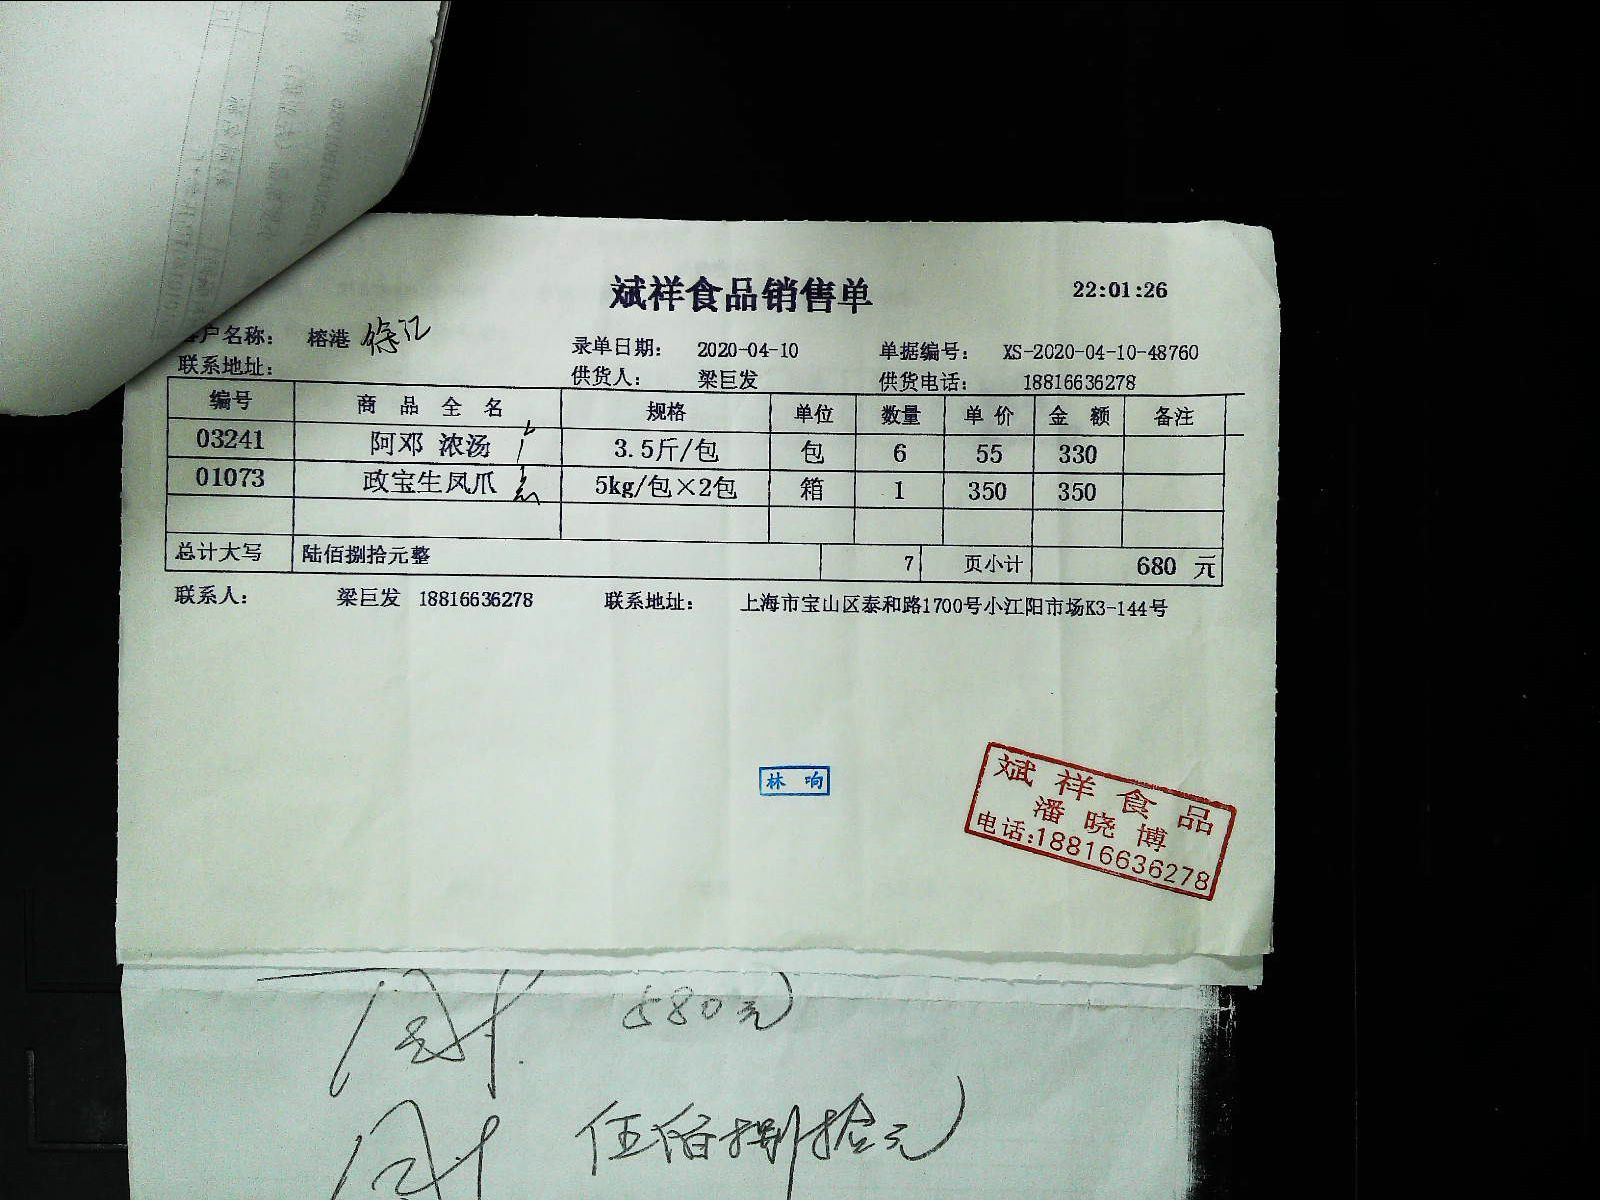 斌祥食品销售单 22:01:26
户名称: 榕港 徐汇
录单日期: 2020-04-10 单据编号: XS-2020-04-10-48760
联系地址:
供货人: 梁巨发 供货电话: 18816636278
编号 商品全名 规格 单位 数量 单价 金额 备注
03241 阿邓 浓汤 3.5斤/包 包 6 55 330
01073 政宝生凤爪 5kg/包×2包 箱 1 350 350
总计大写 陆佰捌拾元整 7 页小计 680 元
联系人: 梁巨发 18816636278 联系地址: 上海市宝山区泰和路1700号小江阳市场K3-144号
林响
斌祥食品
潘晓博
电话:18816636278
580元
伍佰捌拾元